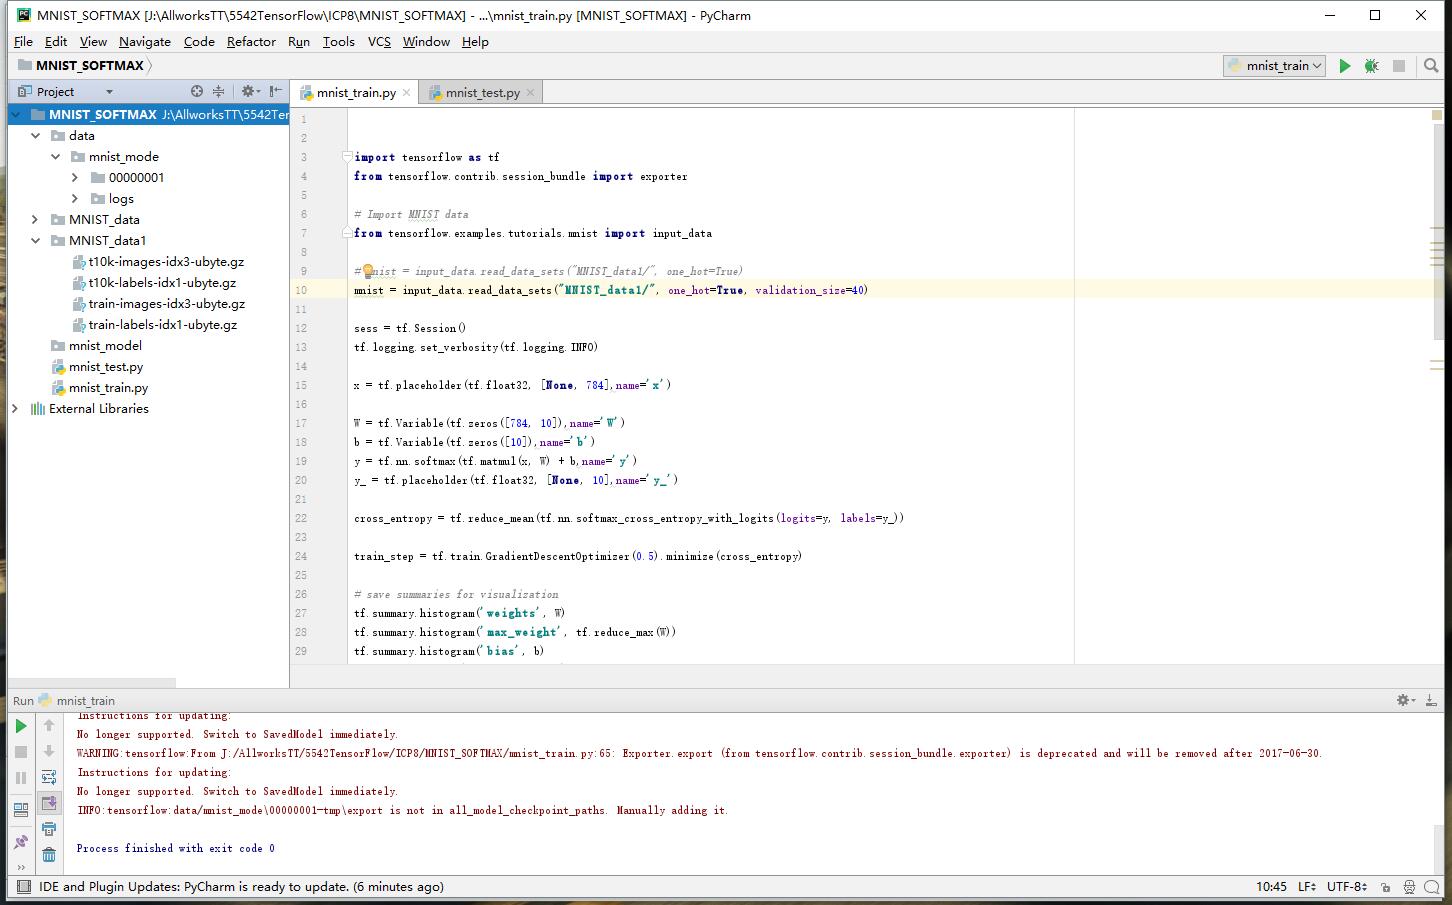 MNIST_SOFTMAX [J:\AllworksTT\5542TensorFlow\ICP8\MNIST_SOFTMAX] - ...\mnist_train.py [MNIST_SOFTMAX] - PyCharm
File Edit View Navigate Code Refactor Run Tools VCS Window Help
MNIST_SOFTMAX
mnist_train
Project
mnist_train.py
mnist_test.py
MNIST_SOFTMAX J:\AllworksTT\5542Ter
data
mnist_mode
00000001
logs
MNIST_data
MNIST_data1
t10k-images-idx3-ubyte.gz
t10k-labels-idx1-ubyte.gz
train-images-idx3-ubyte.gz
train-labels-idx1-ubyte.gz
mnist_model
mnist_test.py
mnist_train.py
External Libraries
1
2
3 import tensorflow as tf
4 from tensorflow.contrib.session_bundle import exporter
5
6 # Import MNIST data
7 from tensorflow.examples.tutorials.mnist import input_data
8
9 # nist = input_data.read_data_sets("MNIST_data1/", one_hot=True)
10 mnist = input_data.read_data_sets("MNIST_data1/", one_hot=True, validation_size=40)
11
12 sess = tf.Session()
13 tf.logging.set_verbosity(tf.logging.INFO)
14
15 x = tf.placeholder(tf.float32, [None, 784],name='x')
16
17 W = tf.Variable(tf.zeros([784, 10]),name='W')
18 b = tf.Variable(tf.zeros([10]),name='b')
19 y = tf.nn.softmax(tf.matmul(x, W) + b,name='y')
20 y_ = tf.placeholder(tf.float32, [None, 10],name='y_')
21
22 cross_entropy = tf.reduce_mean(tf.nn.softmax_cross_entropy_with_logits(logits=y, labels=y_))
23
24 train_step = tf.train.GradientDescentOptimizer(0.5).minimize(cross_entropy)
25
26 # save summaries for visualization
27 tf.summary.histogram('weights', W)
28 tf.summary.histogram('max_weight', tf.reduce_max(W))
29 tf.summary.histogram('bias', b)
Run mnist_train
Instructions for updating:
No longer supported. Switch to SavedModel immediately.
WARNING:tensorflow:From J:/AllworksTT/5542TensorFlow/ICP8/MNIST_SOFTMAX/mnist_train.py:65: Exporter.export (from tensorflow.contrib.session_bundle.exporter) is deprecated and will be removed after 2017-06-30.
Instructions for updating:
No longer supported. Switch to SavedModel immediately.
INFO:tensorflow:data/mnist_mode\00000001-tmp\export is not in all_model_checkpoint_paths. Manually adding it.
Process finished with exit code 0
IDE and Plugin Updates: PyCharm is ready to update. (6 minutes ago)
10:45 LF UTF-8